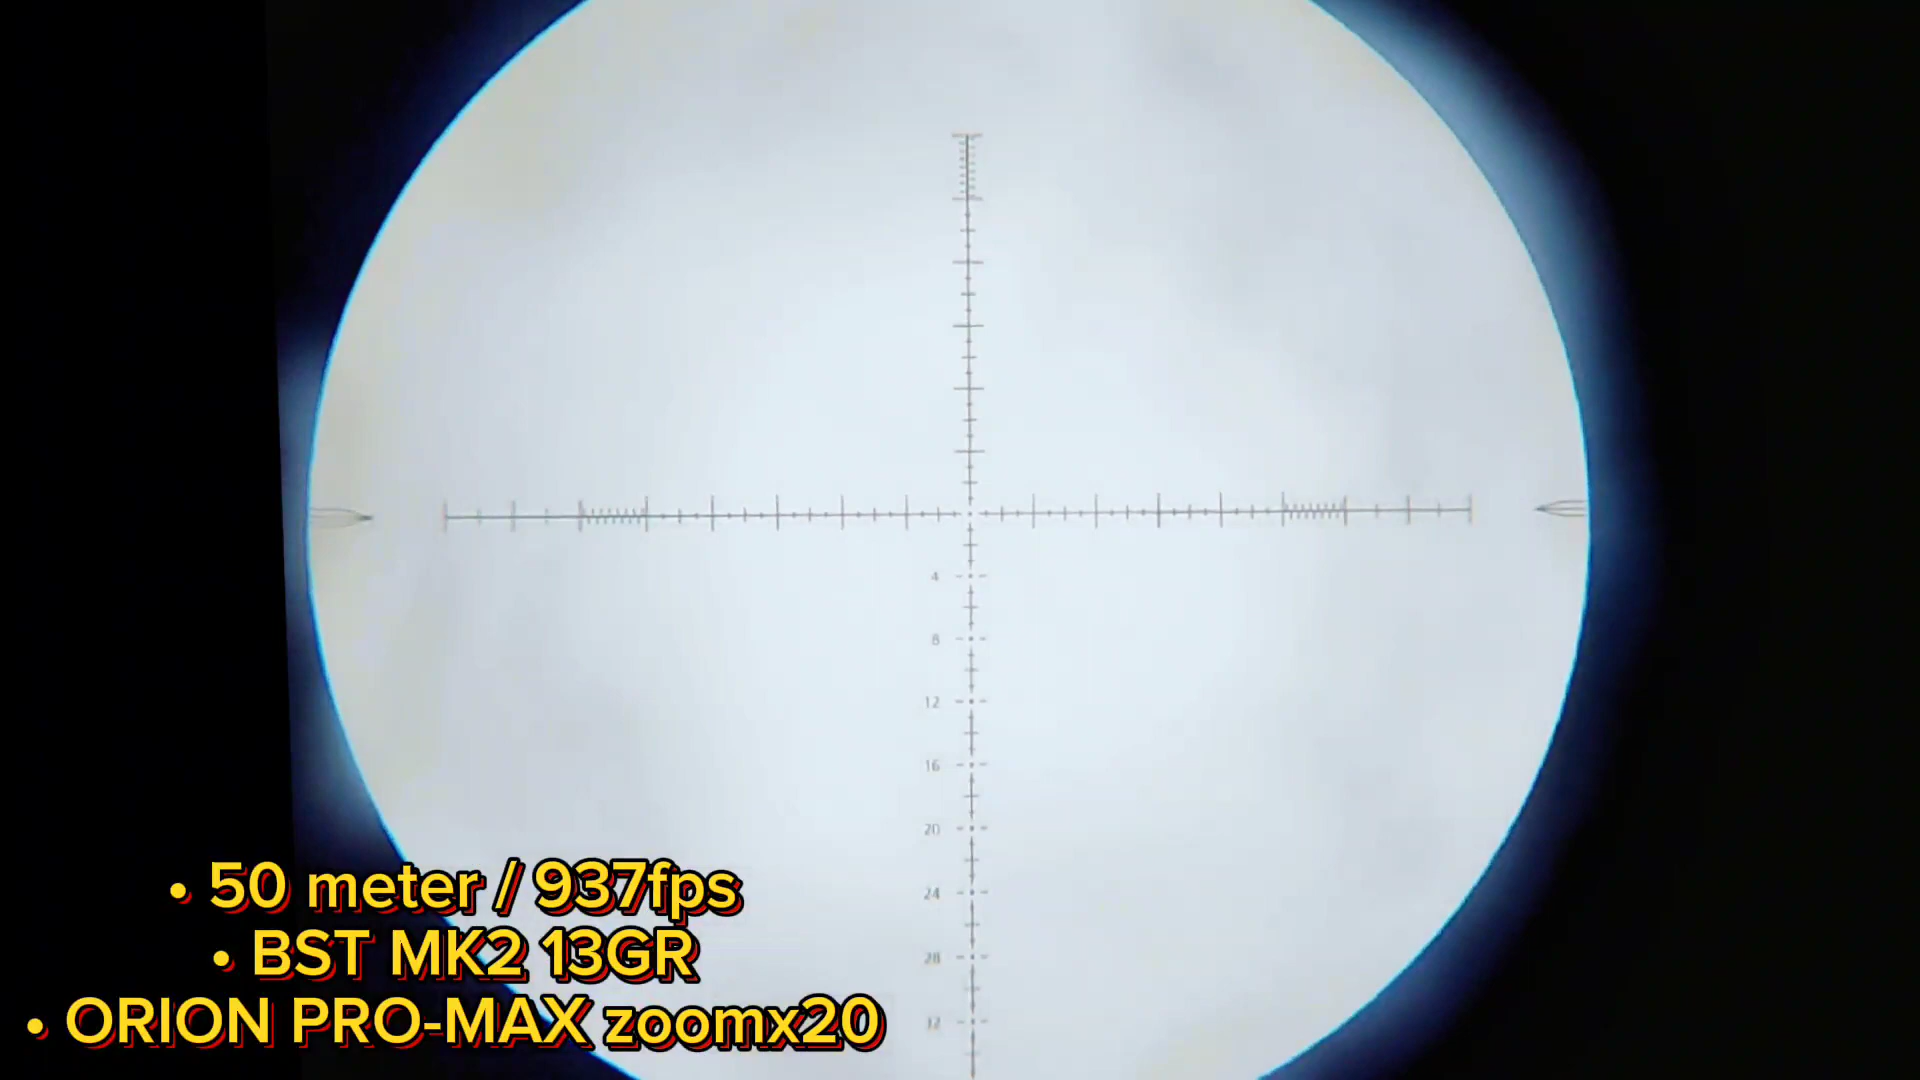 4
8
12
16
20
24
28
32
• 50 meter / 937fps
• BST MK2 13GR
• ORION PRO-MAX zoomx20